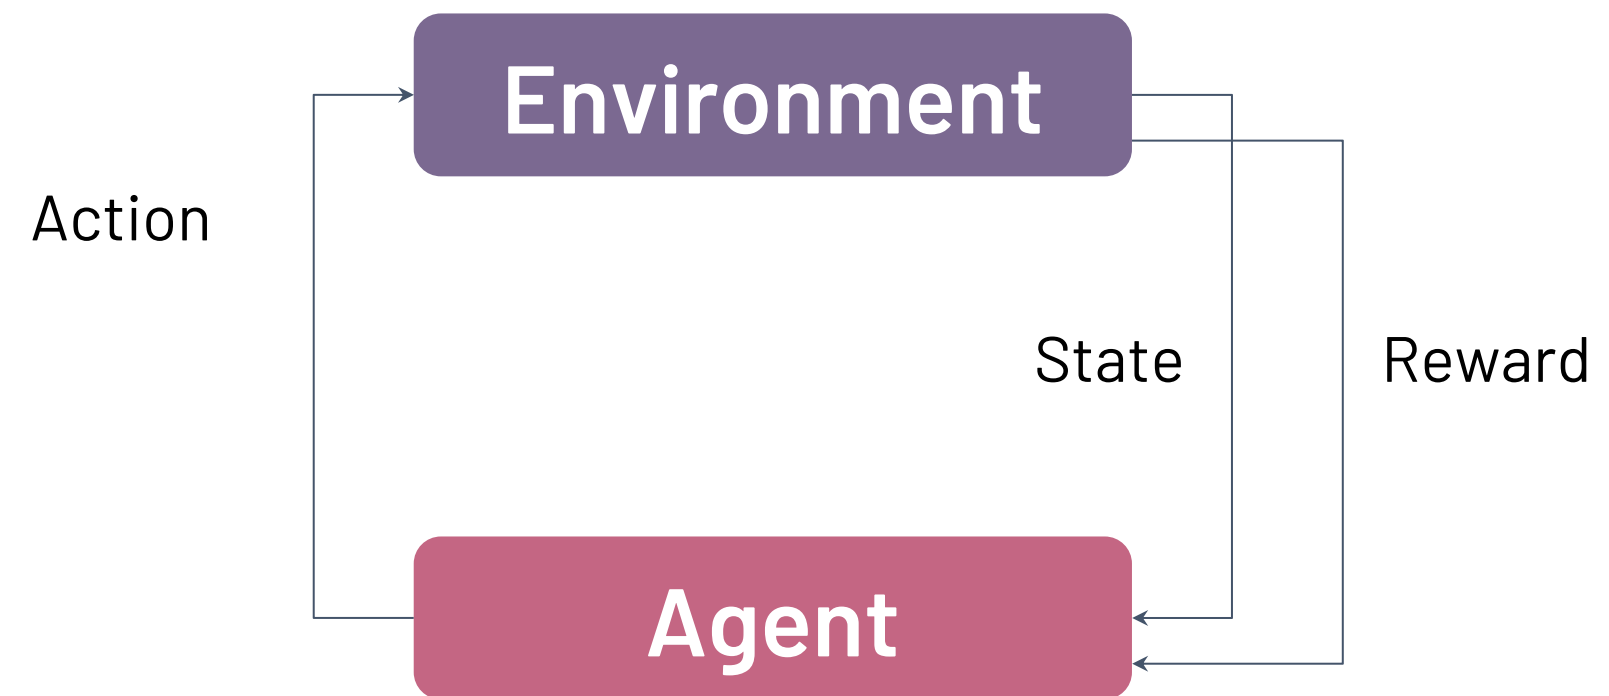 Environment
Action
State
Reward
Agent